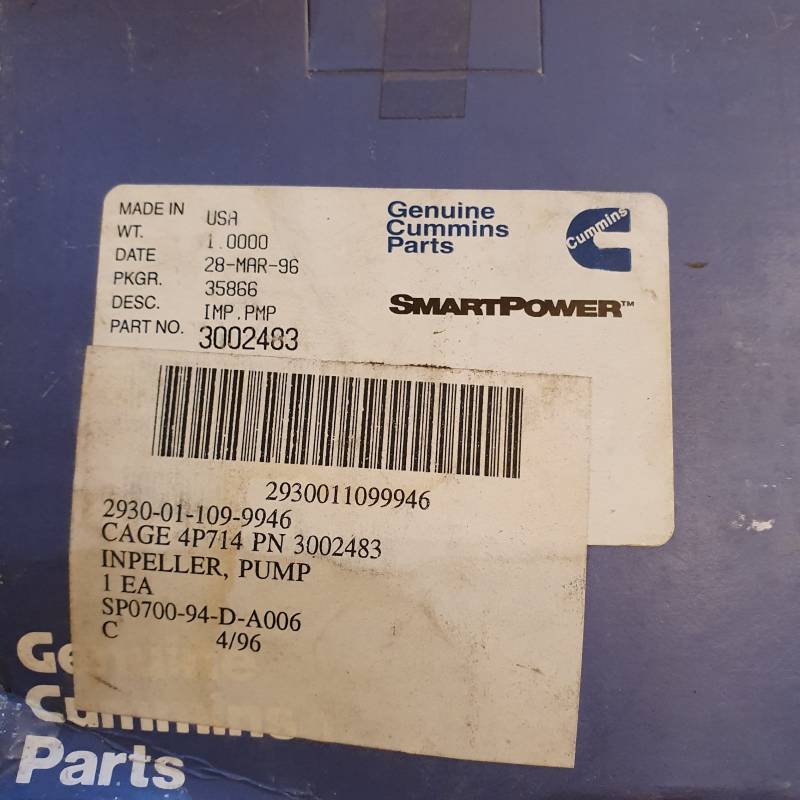 MADE IN USA
WT. 1.0000
DATE 28-MAR-96
PKGR. 35866
DESC. IMP.PMP
PART NO. 3002483
Genuine
Cummins
Parts
Cummins
SMARTPOWER™
2930011099946
2930-01-109-9946
CAGE 4P714 PN 3002483
INPELLER, PUMP
1 EA
SP0700-94-D-A006
C 4/96
Genuine
Cummins
Parts